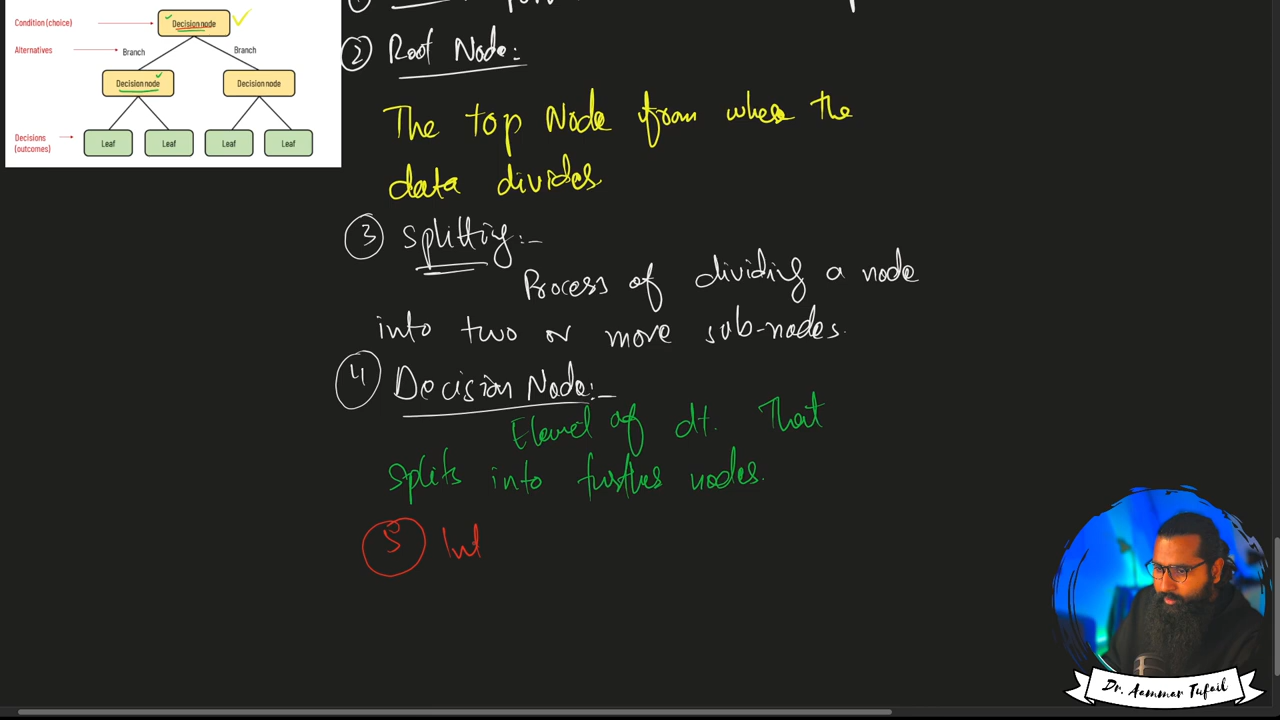 Condition (choice)
Decision node
Alternatives
Branch
Branch
Decision node
Decision node
Decisions
(outcomes)
Leaf
Leaf
Leaf
Leaf
② Root Node:
The top Node from where the
data divides
③ Splitting:-
Process of dividing a node
into two or more sub-nodes.
④ Decision Node:-
of dt. That
splits into further nodes.
⑤ Int
Dr. Aammar Tufail